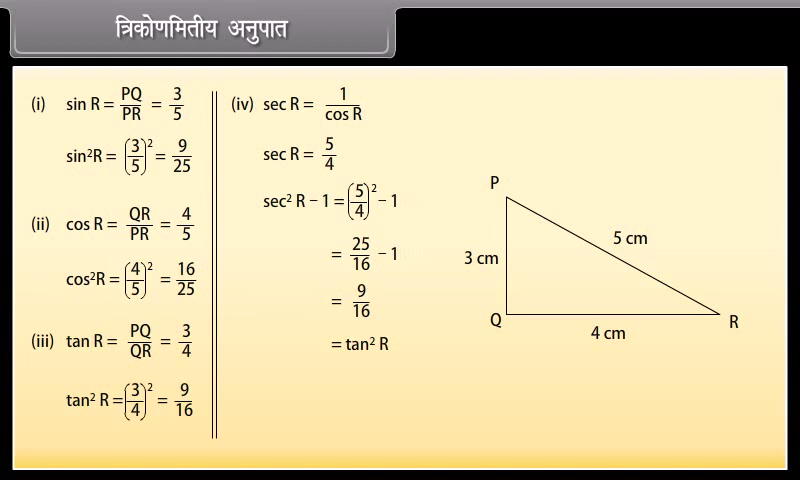 त्रिकोणमितीय अनुपात
(i) sin R = PQ/PR = 3/5
sin²R = (3/5)² = 9/25
(ii) cos R = QR/PR = 4/5
cos²R = (4/5)² = 16/25
(iii) tan R = PQ/QR = 3/4
tan² R = (3/4)² = 9/16
(iv) sec R = 1/cos R
sec R = 5/4
sec² R − 1 = (5/4)² − 1
= 25/16 − 1
= 9/16
= tan² R
P
5 cm
3 cm
Q
R
4 cm